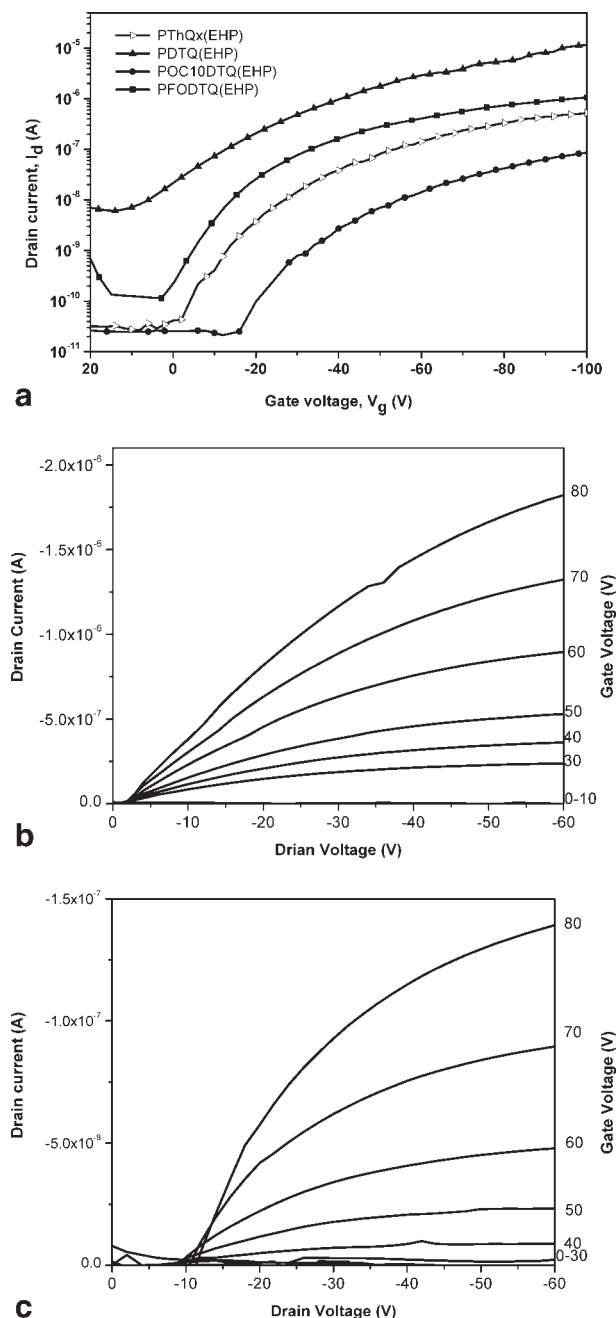 PThQx(EHP)
PDTQ(EHP)
POC10DTQ(EHP)
PFODTQ(EHP)
Drain current, I_d (A)
10^-5
10^-6
10^-7
10^-8
10^-9
10^-10
10^-11
20 0 -20 -40 -60 -80 -100
Gate voltage, V_g (V)
a
Drain Current (A)
-2.0x10^-6
-1.5x10^-6
-1.0x10^-6
-5.0x10^-7
0.0
80
70
60
50
40
30
0-10
Gate Voltage (V)
0 -10 -20 -30 -40 -50 -60
Drian Voltage (V)
b
Drain current (A)
-1.5x10^-7
-1.0x10^-7
-5.0x10^-8
0.0
80
70
60
50
40
0-30
Gate Voltage (V)
0 -10 -20 -30 -40 -50 -60
Drain Voltage (V)
c